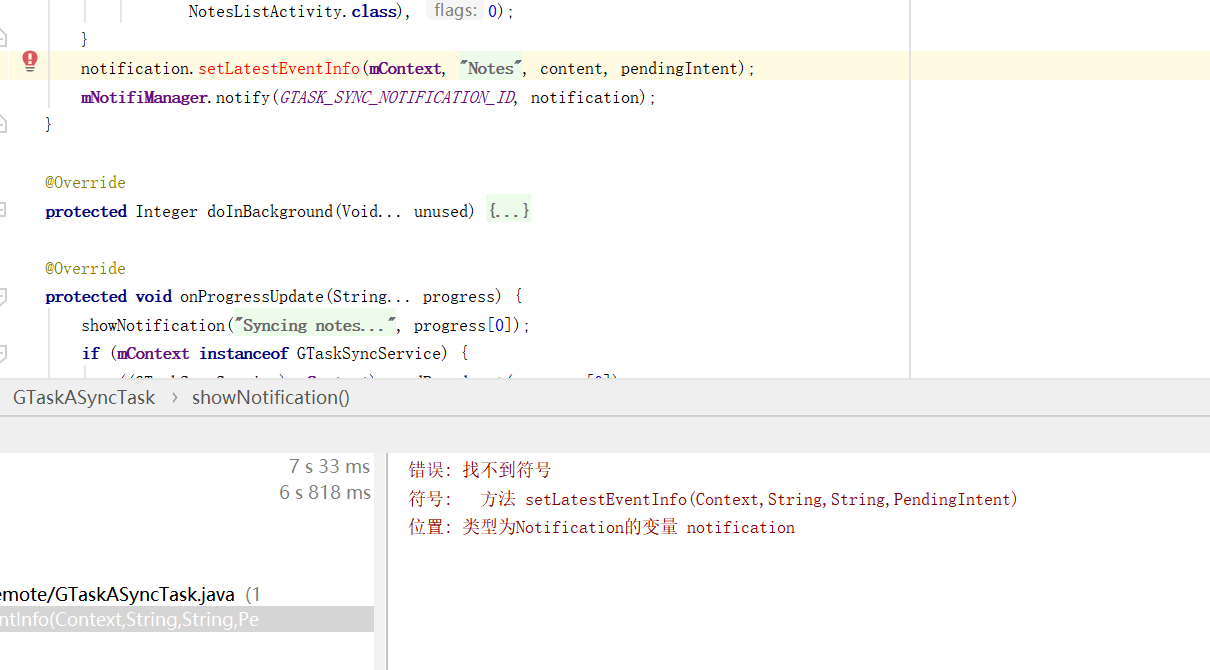 NotesListActivity.class), flags: 0);
}
notification.setLatestEventInfo(mContext, "Notes", content, pendingIntent);
mNotifiManager.notify(GTASK_SYNC_NOTIFICATION_ID, notification);
}
@Override
protected Integer doInBackground(Void... unused) {...}
@Override
protected void onProgressUpdate(String... progress) {
showNotification("Syncing notes...", progress[0]);
if (mContext instanceof GTaskSyncService) {
GTaskASyncTask › showNotification()
7 s 33 ms
6 s 818 ms
emote/GTaskASyncTask.java (1
ntInfo(Context,String,String,Pe
错误: 找不到符号
符号: 方法 setLatestEventInfo(Context,String,String,PendingIntent)
位置: 类型为Notification的变量 notification